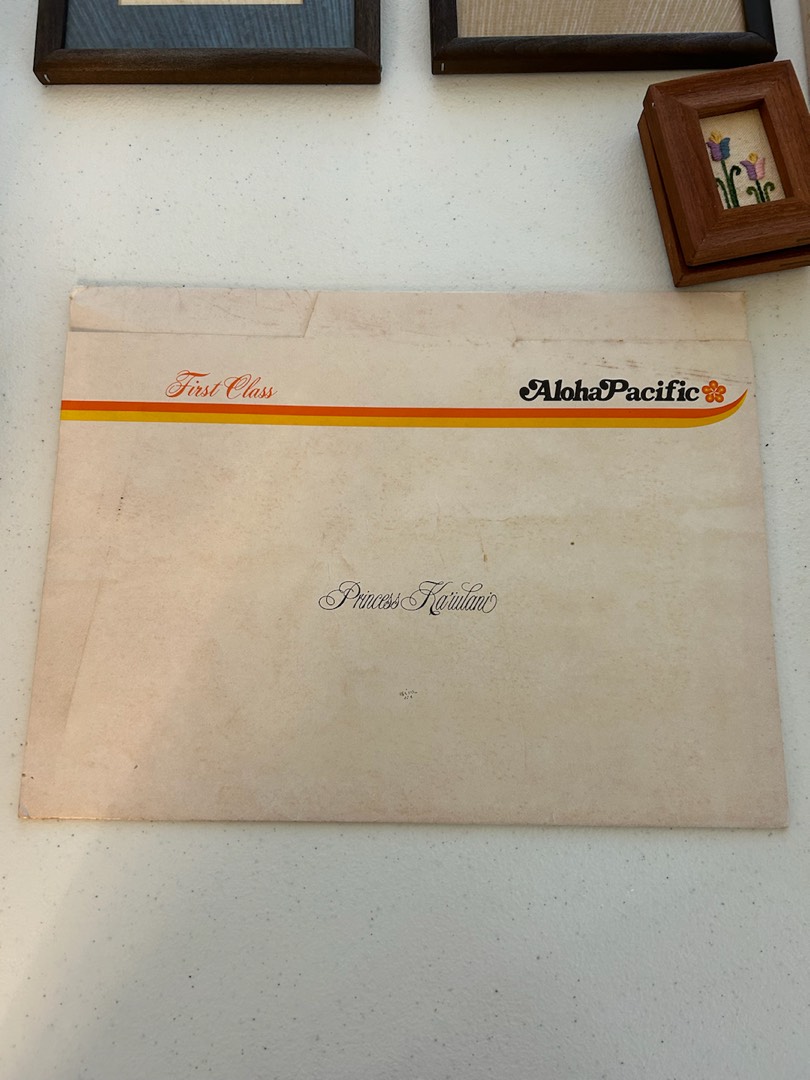 First Class
AlohaPacific
Princess Ka'iulani